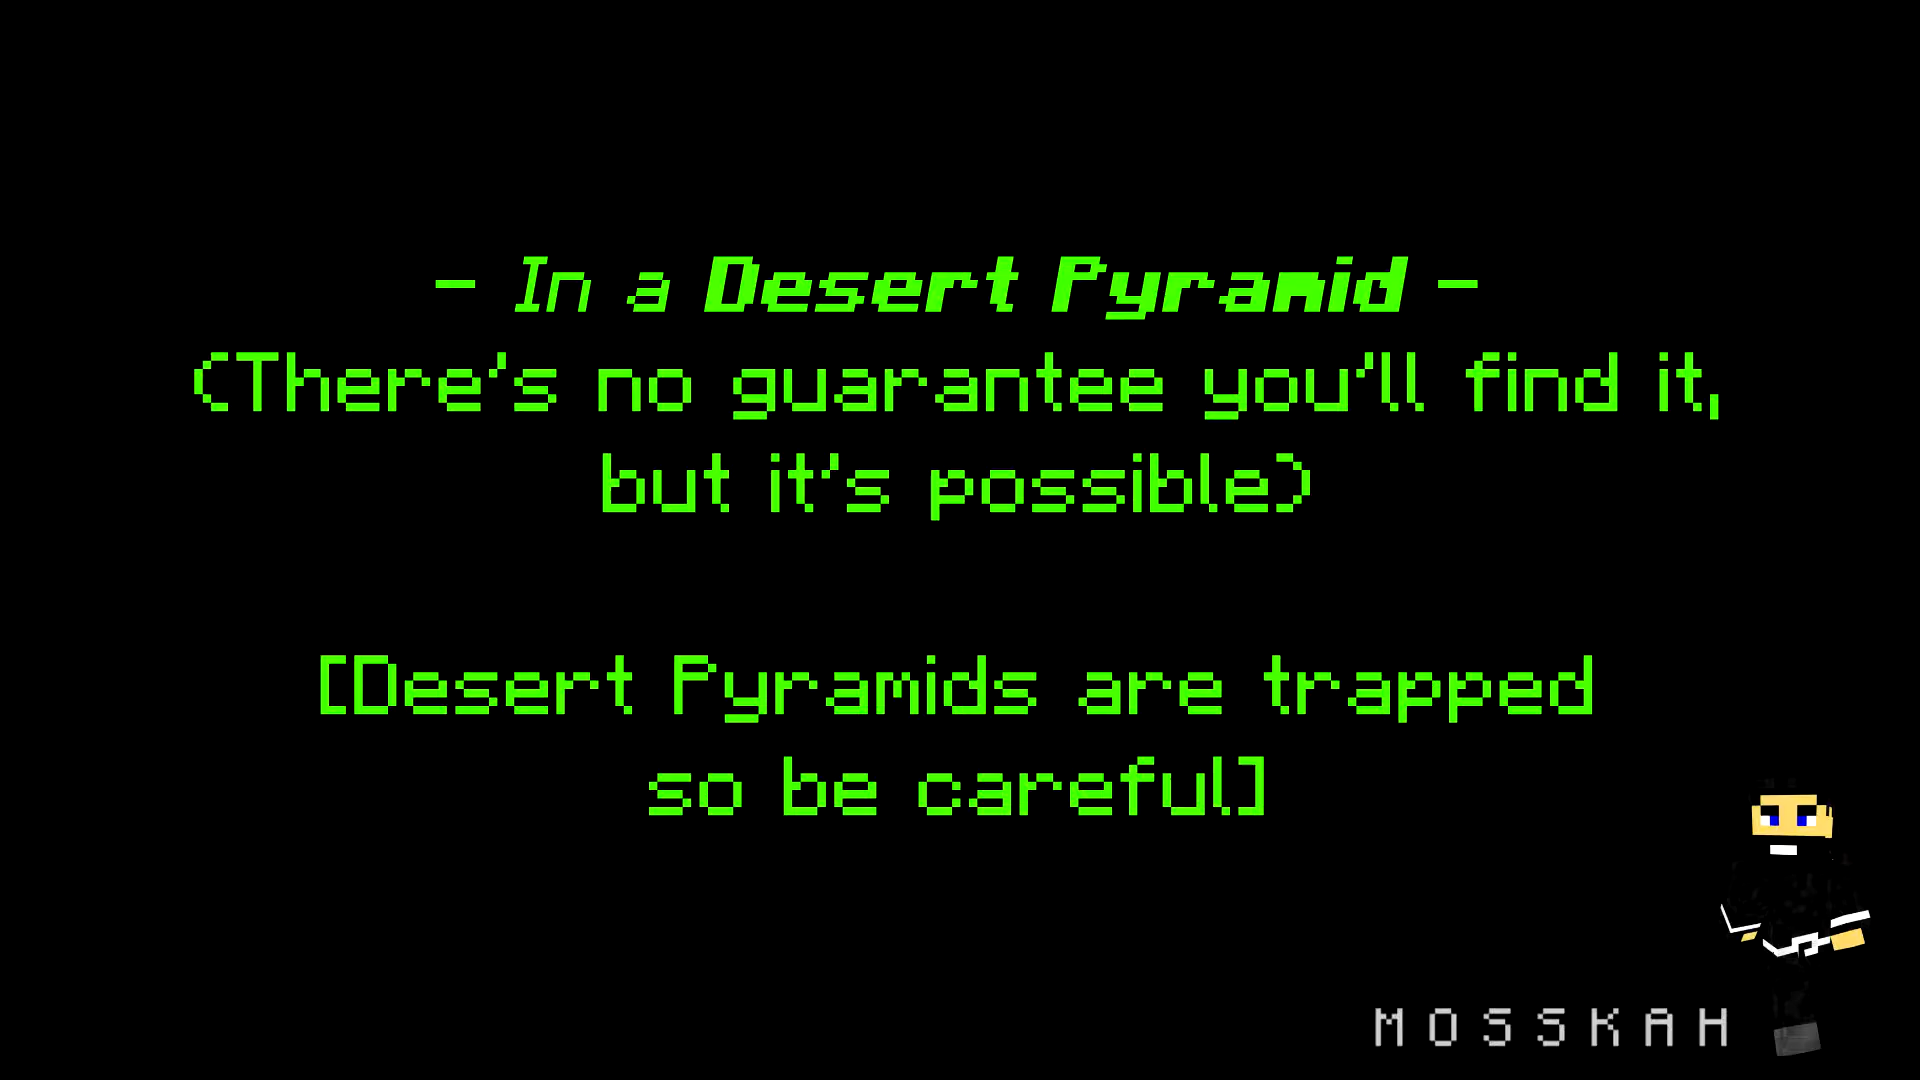 - In a Desert Pyramid -
(There's no guarantee you'll find it,
but it's possible)
[Desert Pyramids are trapped
so be careful]
MOSSKAH